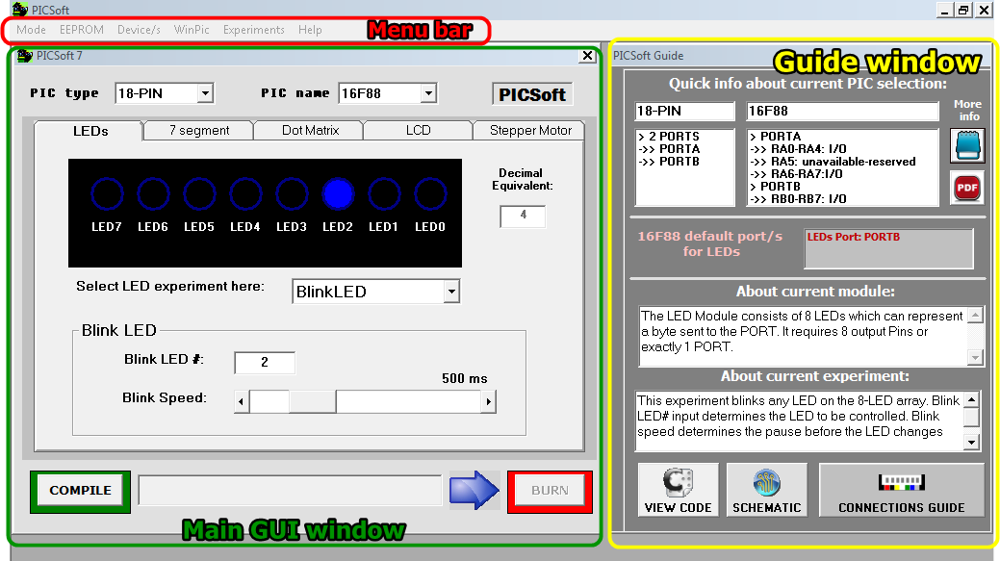 PICSoft
Mode EEPROM Device/s WinPic Experiments Help
Menu bar
PICSoft 7
PIC type 18-PIN PIC name 16F88 PICSoft
LEDs 7 segment Dot Matrix LCD Stepper Motor
LED7 LED6 LED5 LED4 LED3 LED2 LED1 LED0
Decimal
Equivalent:
4
Select LED experiment here: BlinkLED
Blink LED
Blink LED #: 2
500 ms
Blink Speed:
COMPILE BURN
Main GUI window
PICSoft Guide
Guide window
Quick info about current PIC selection:
18-PIN 16F88
More
info
> 2 PORTS
->> PORTA
->> PORTB
> PORTA
->> RA0-RA4: I/O
->> RA5: unavailable-reserved
->> RA6-RA7:I/O
> PORTB
->> RB0-RB7: I/O
PDF
16F88 default port/s
for LEDs
LEDs Port: PORTB
About current module:
The LED Module consists of 8 LEDs which can represent
a byte sent to the PORT. It requires 8 output Pins or
exactly 1 PORT.
About current experiment:
This experiment blinks any LED on the 8-LED array. Blink
LED# input determines the LED to be controlled. Blink
speed determines the pause before the LED changes
VIEW CODE SCHEMATIC CONNECTIONS GUIDE